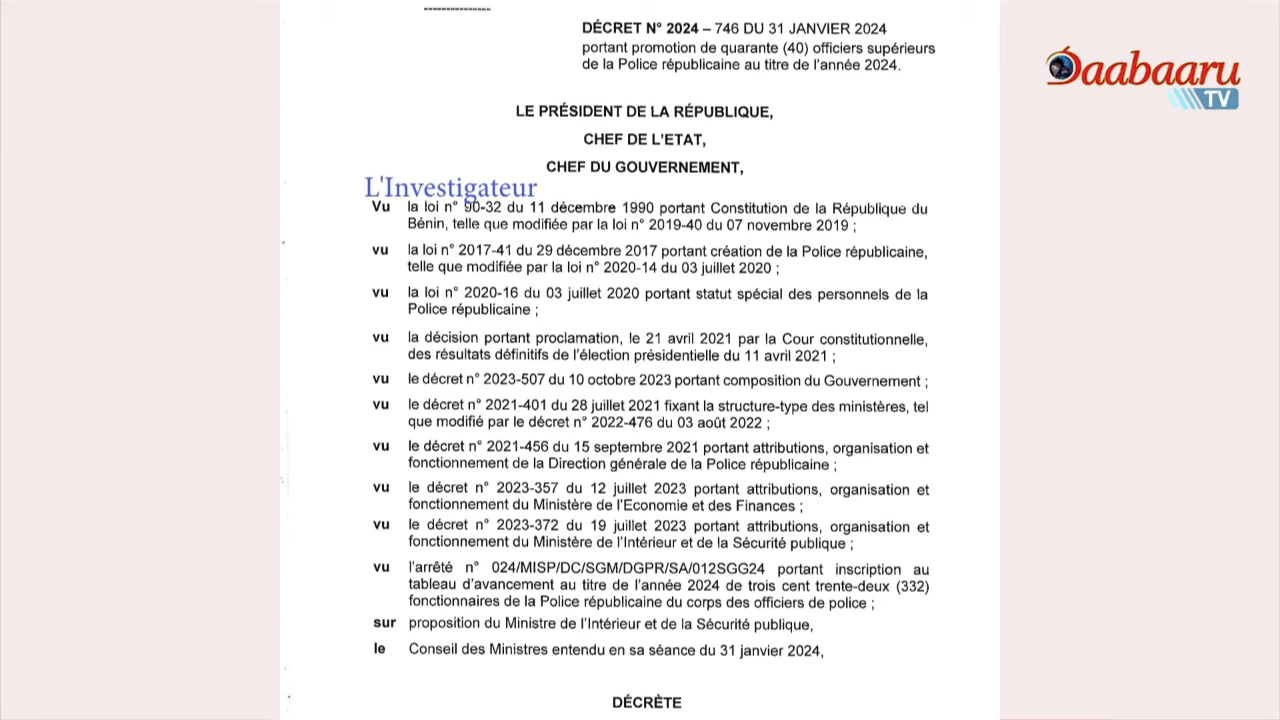 DÉCRET N° 2024 – 746 DU 31 JANVIER 2024
portant promotion de quarante (40) officiers supérieurs
de la Police républicaine au titre de l'année 2024.
Daabaaru
TV
LE PRÉSIDENT DE LA RÉPUBLIQUE,
CHEF DE L'ETAT,
CHEF DU GOUVERNEMENT,
L'Investigateur
Vu la loi n° 90-32 du 11 décembre 1990 portant Constitution de la République du
Bénin, telle que modifiée par la loi n° 2019-40 du 07 novembre 2019 ;
vu la loi n° 2017-41 du 29 décembre 2017 portant création de la Police républicaine,
telle que modifiée par la loi n° 2020-14 du 03 juillet 2020 ;
vu la loi n° 2020-16 du 03 juillet 2020 portant statut spécial des personnels de la
Police républicaine ;
vu la décision portant proclamation, le 21 avril 2021 par la Cour constitutionnelle,
des résultats définitifs de l'élection présidentielle du 11 avril 2021 ;
vu le décret n° 2023-507 du 10 octobre 2023 portant composition du Gouvernement ;
vu le décret n° 2021-401 du 28 juillet 2021 fixant la structure-type des ministères, tel
que modifié par le décret n° 2022-476 du 03 août 2022 ;
vu le décret n° 2021-456 du 15 septembre 2021 portant attributions, organisation et
fonctionnement de la Direction générale de la Police républicaine ;
vu le décret n° 2023-357 du 12 juillet 2023 portant attributions, organisation et
fonctionnement du Ministère de l'Economie et des Finances ;
vu le décret n° 2023-372 du 19 juillet 2023 portant attributions, organisation et
fonctionnement du Ministère de l'Intérieur et de la Sécurité publique ;
vu l'arrêté n° 024/MISP/DC/SGM/DGPR/SA/012SGG24 portant inscription au
tableau d'avancement au titre de l'année 2024 de trois cent trente-deux (332)
fonctionnaires de la Police républicaine du corps des officiers de police ;
sur proposition du Ministre de l'Intérieur et de la Sécurité publique,
le Conseil des Ministres entendu en sa séance du 31 janvier 2024,
DÉCRÈTE